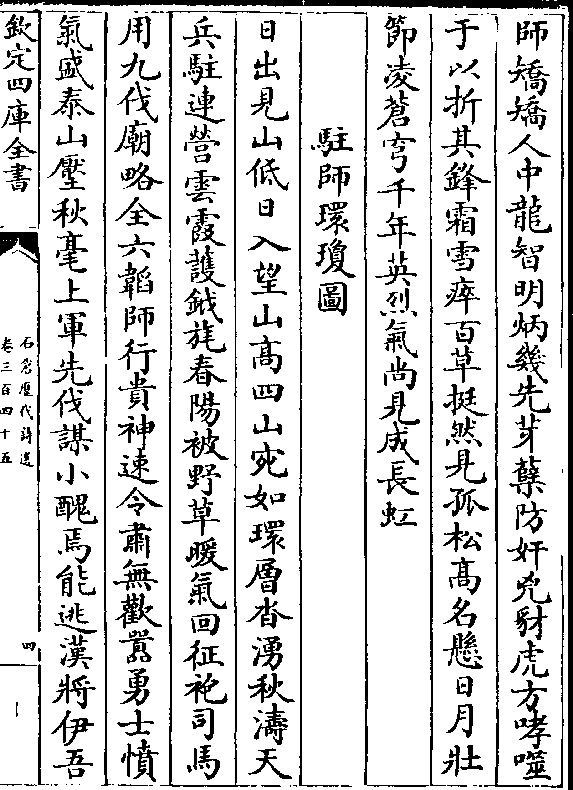 師矯矯人中龍智明炳幾先芽蘖防奸兇豺虎方哮噬
于以折其鋒霜雪瘁百草挺然見孤松髙名懸日月壯
節凌蒼穹千年英烈氣尚見成長虹
駐師環瓊圖
日出見山低日入望山髙四山宛如環層沓湧秋濤天
兵駐連營雲霞護鉞旄春陽被野草暖氣回征袍司馬
用九伐廟略全六韜師行貴神速令肅無歡囂勇士憤
氣盛泰山壓秋毫上軍先伐謀小醜焉能逃漢將伊吾
欽定四庫全書
石倉歷代詩選
卷三百四十五
四